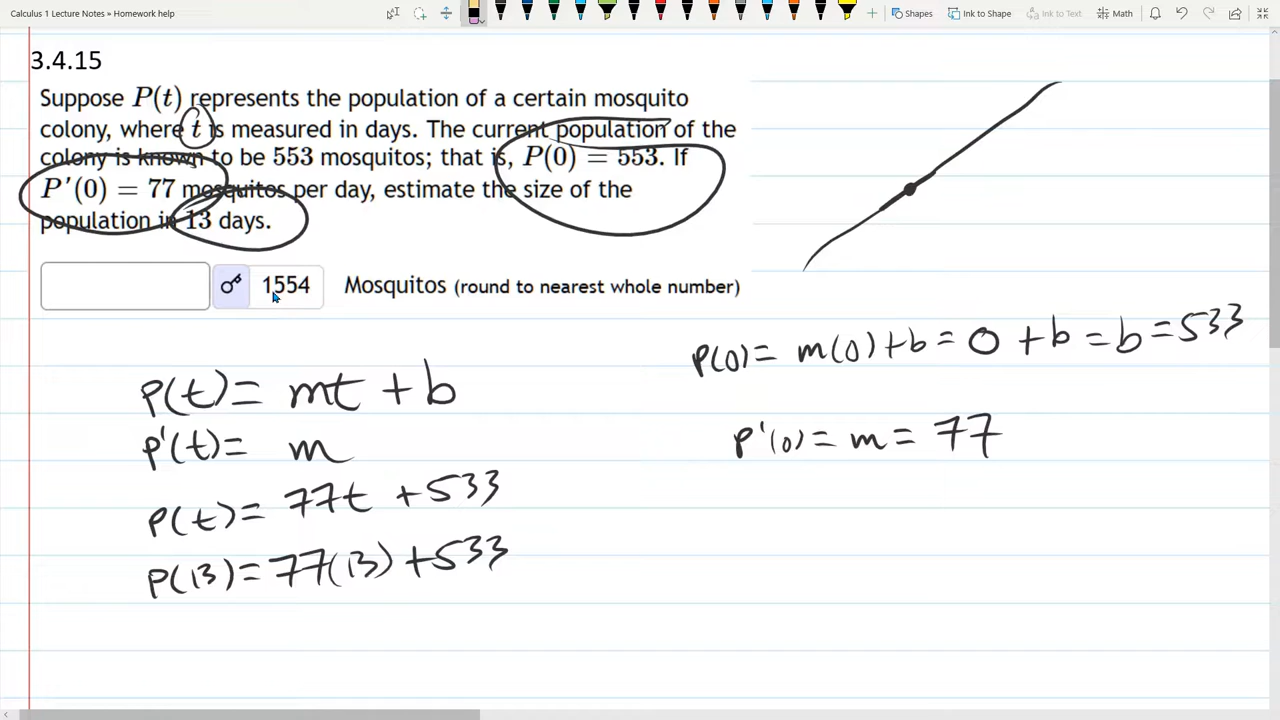 Calculus 1 Lecture Notes » Homework help
Shapes Ink to Shape Ink to Text Math
3.4.15
Suppose P(t) represents the population of a certain mosquito
colony, where t is measured in days. The current population of the
colony is known to be 553 mosquitos; that is, P(0) = 553. If
P'(0) = 77 mosquitos per day, estimate the size of the
population in 13 days.
1554 Mosquitos (round to nearest whole number)
P(0) = m(0) + b = 0 + b = b = 533
P(t) = mt + b
P'(t) = m
P'(0) = m = 77
P(t) = 77t + 533
P(13) = 77(13) + 533